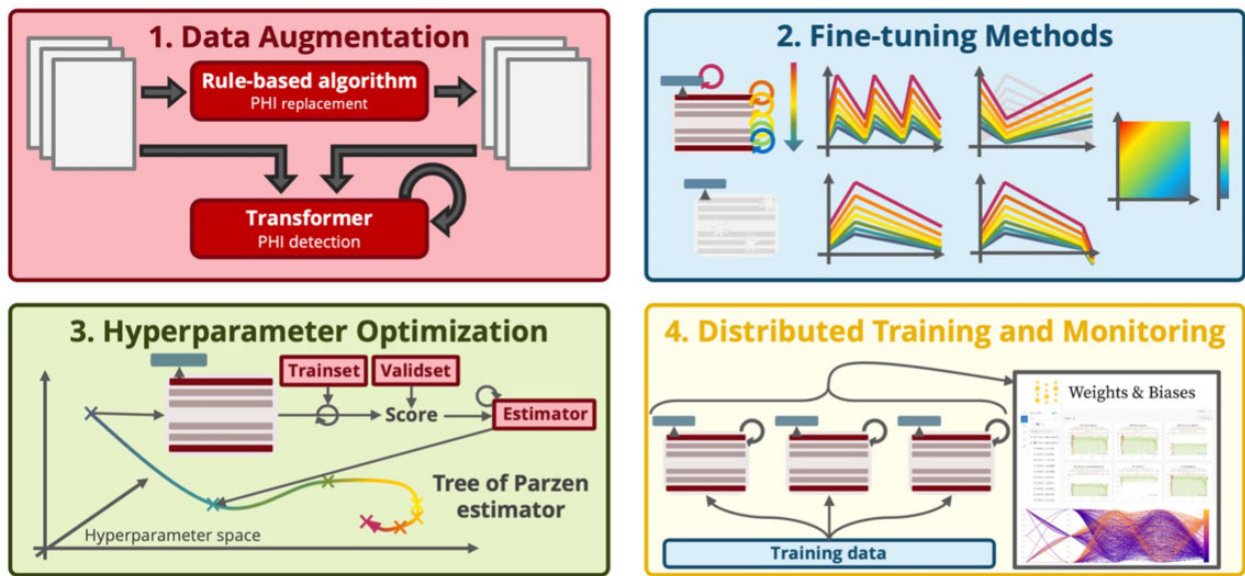 1. Data Augmentation
Rule-based algorithm
PHI replacement
Transformer
PHI detection
2. Fine-tuning Methods
3. Hyperparameter Optimization
Trainset
Validset
Score
Estimator
Tree of Parzen
estimator
Hyperparameter space
4. Distributed Training and Monitoring
Weights & Biases
Training data